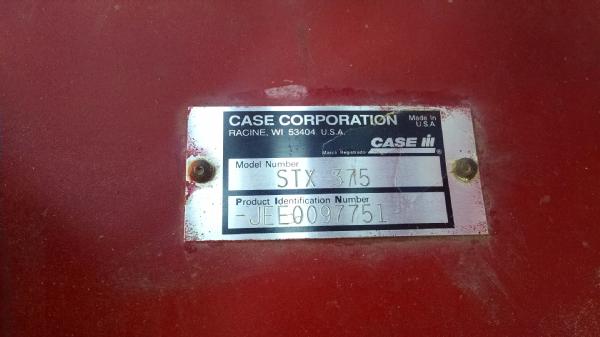 CASE CORPORATION Made in U.S.A.
RACINE, WI 53404 U.S.A.
Marca Registrada CASE IH ®
Model Number
STX 375
Product Identification Number
-JEE0097751